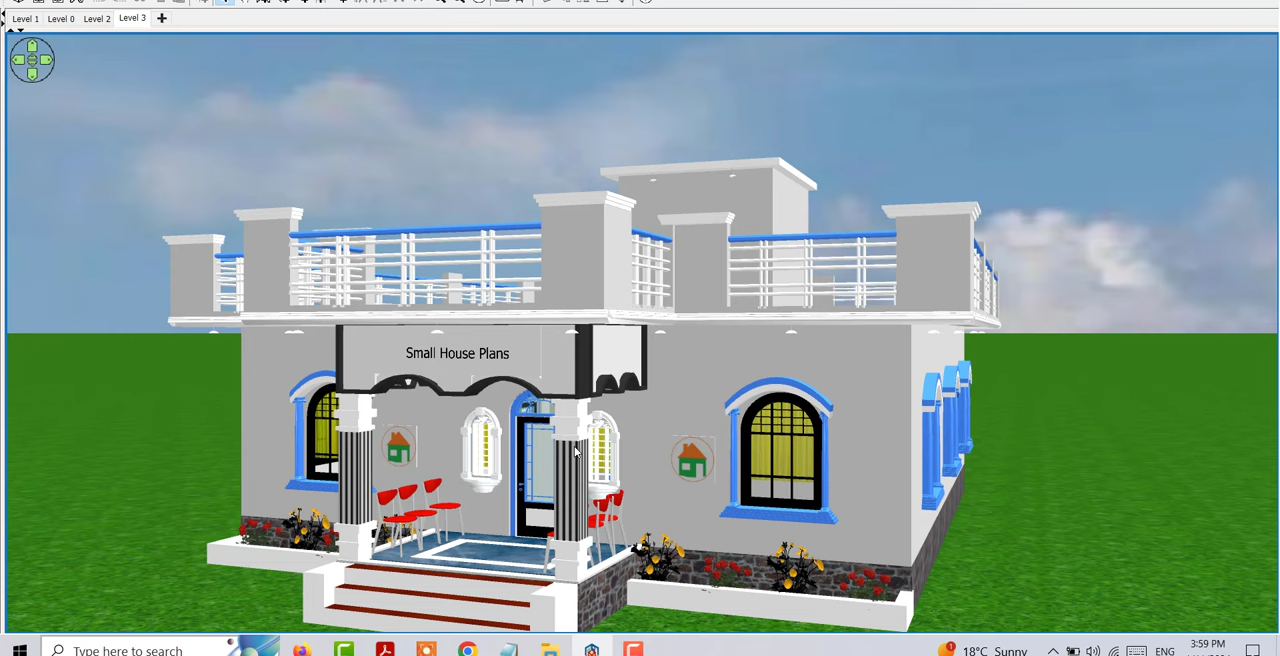 Level 1 Level 0 Level 2 Level 3
Small House Plans
Type here to search
1
18°C Sunny
ENG
3:59 PM